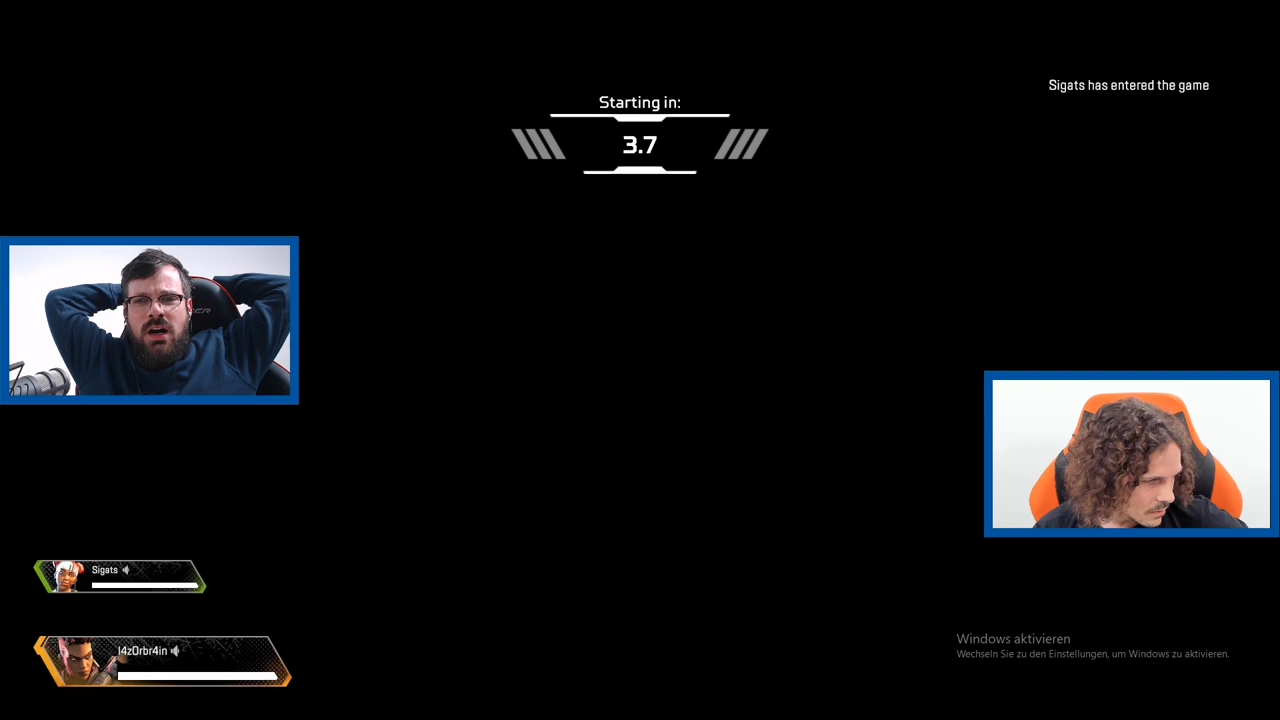 Sigats has entered the game
Starting in:
3.7
Sigats
l4z0rbr4in
Windows aktivieren
Wechseln Sie zu den Einstellungen, um Windows zu aktivieren.